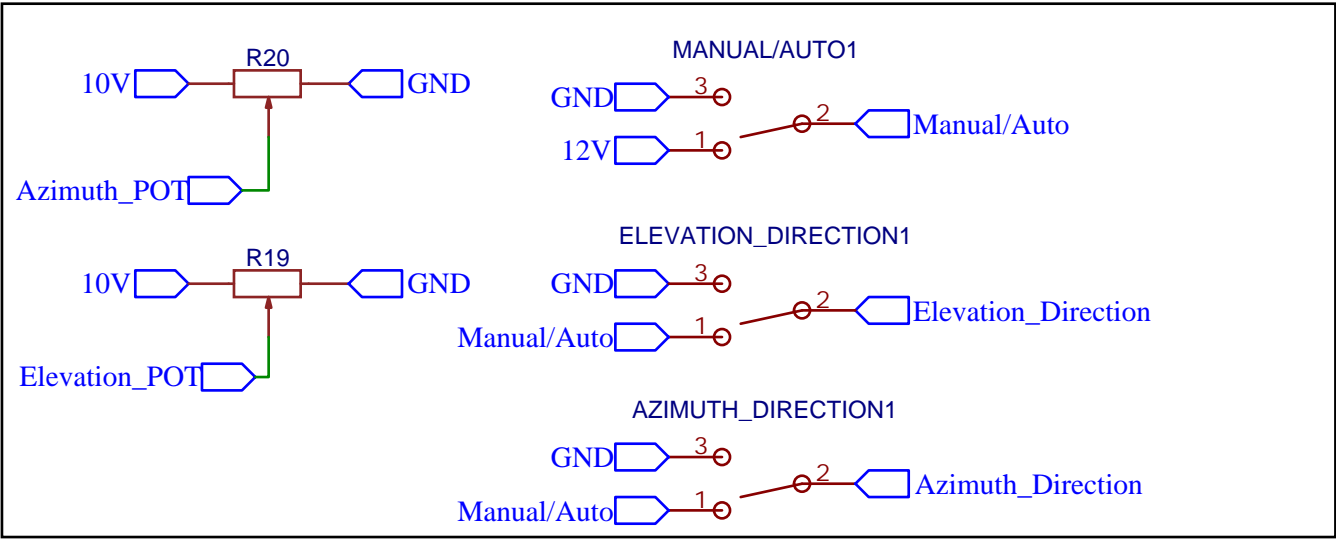 R20
10V
GND
Azimuth_POT
R19
10V
GND
Elevation_POT
MANUAL/AUTO1
GND
3
2
Manual/Auto
12V
1
ELEVATION_DIRECTION1
GND
3
2
Elevation_Direction
Manual/Auto
1
AZIMUTH_DIRECTION1
GND
3
2
Azimuth_Direction
Manual/Auto
1